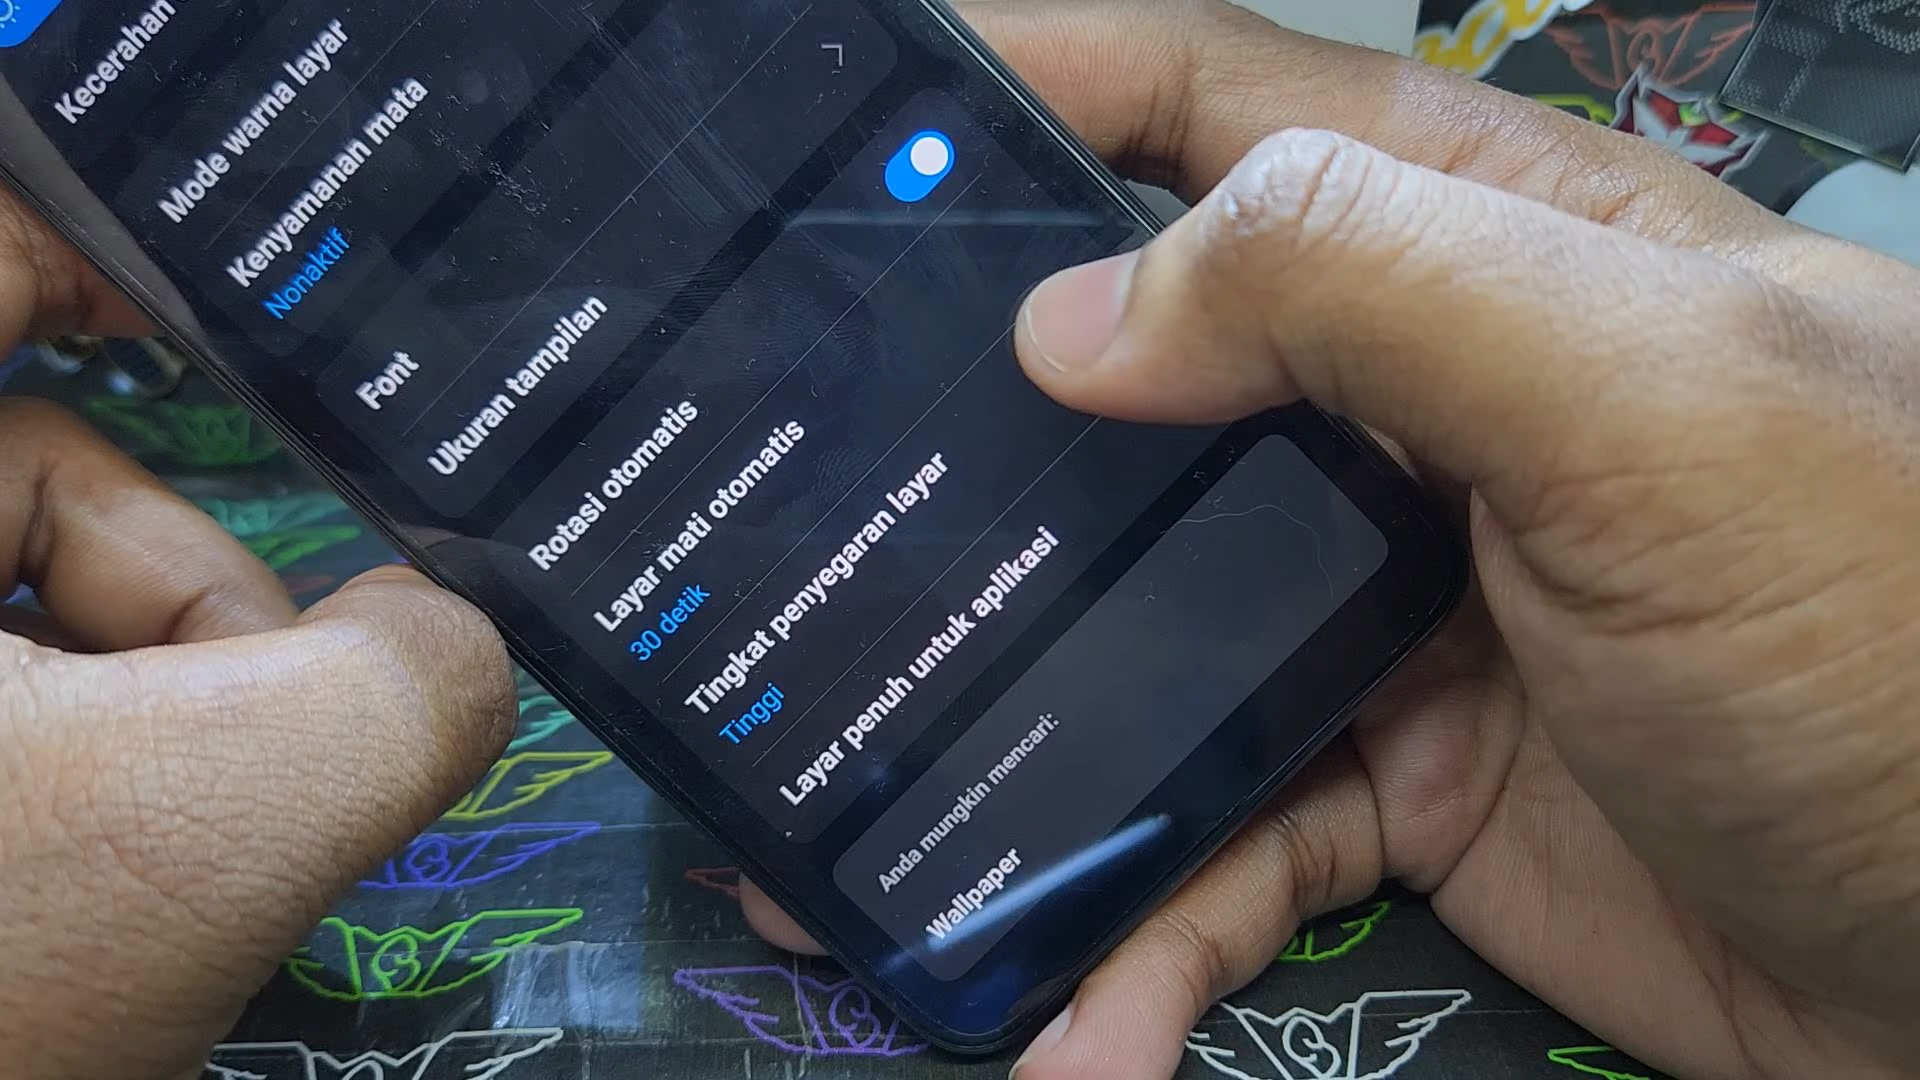 Kecerahan
Mode warna layar
Kenyamanan mata
Nonaktif
Font
Ukuran tampilan
Rotasi otomatis
Layar mati otomatis
30 detik
Tingkat penyegaran layar
Tinggi
Layar penuh untuk aplikasi
Anda mungkin mencari:
Wallpaper